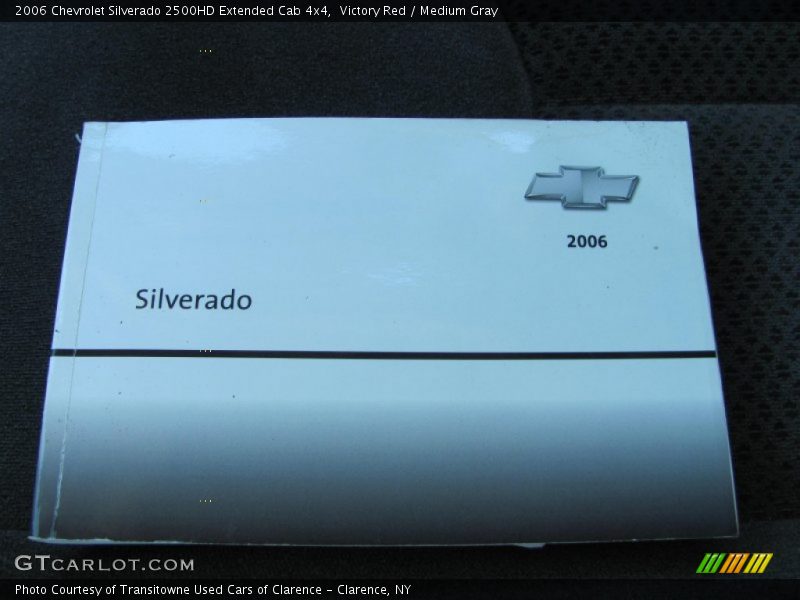 2006 Chevrolet Silverado 2500HD Extended Cab 4x4,  Victory Red / Medium Gray
2006
Silverado
GTCARLOT.COM
Photo Courtesy of Transitowne Used Cars of Clarence - Clarence, NY